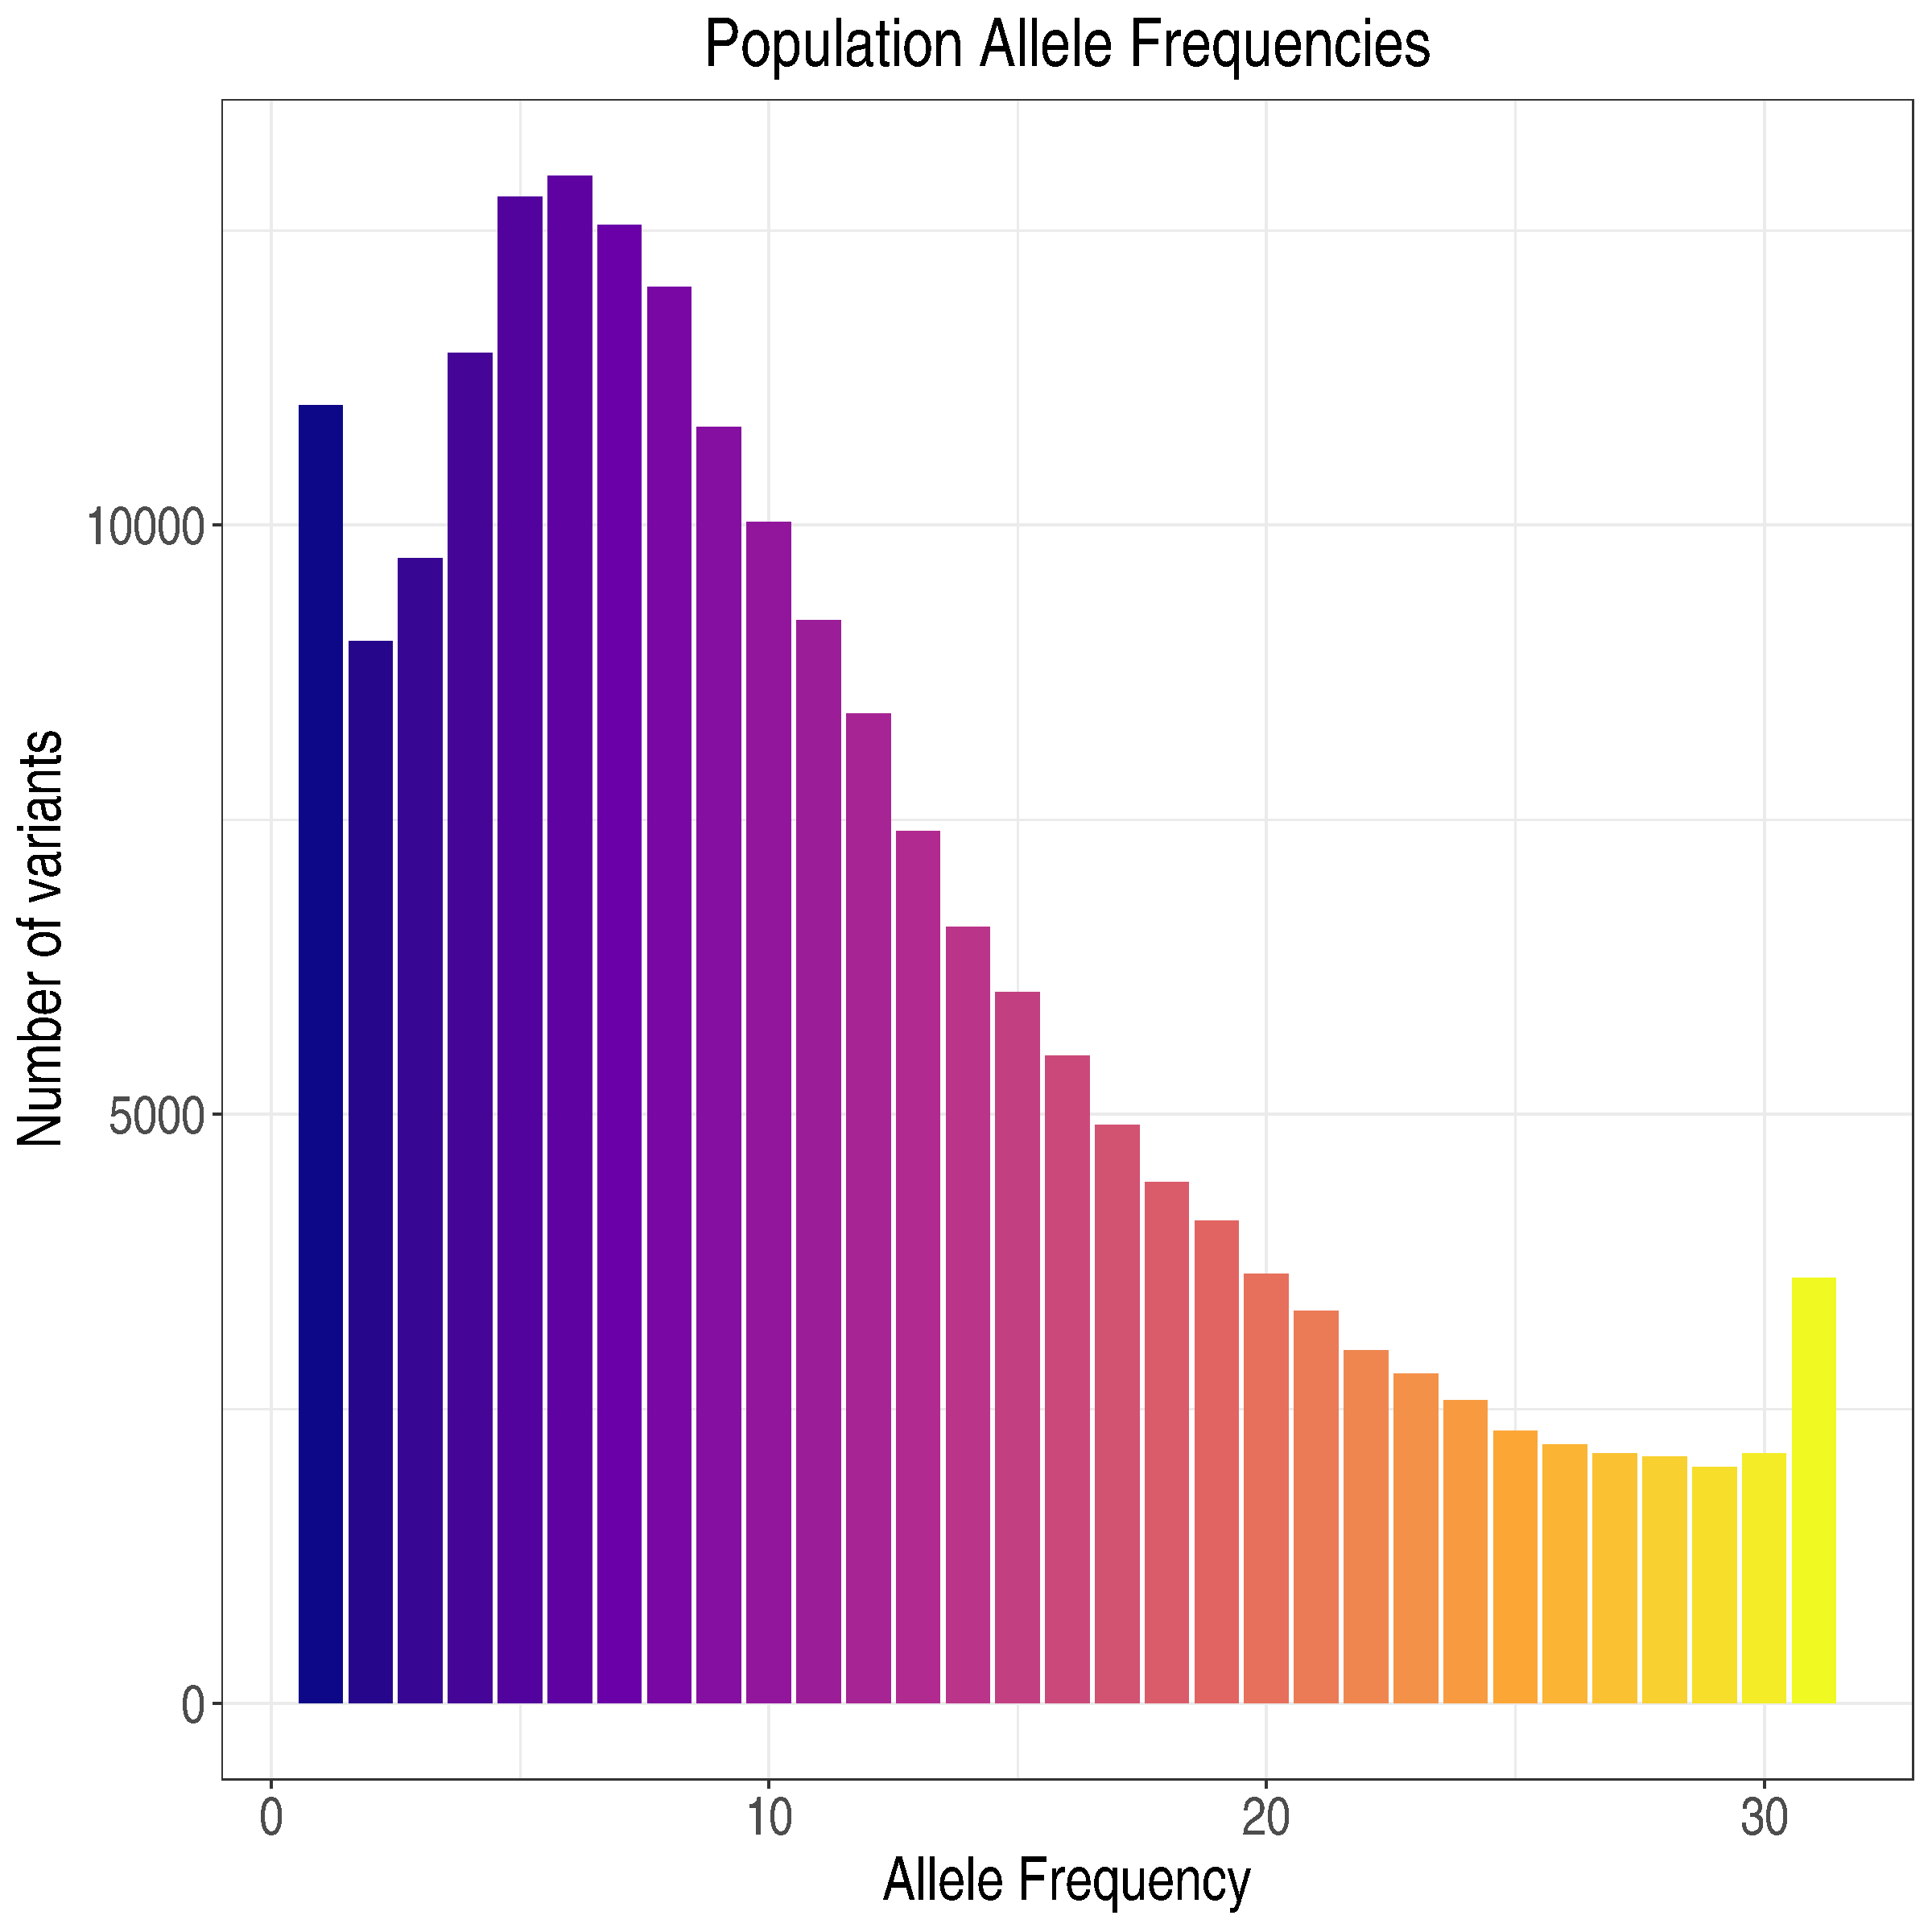 Population Allele Frequencies
Number of variants
10000
5000
0
0 10 20 30
Allele Frequency